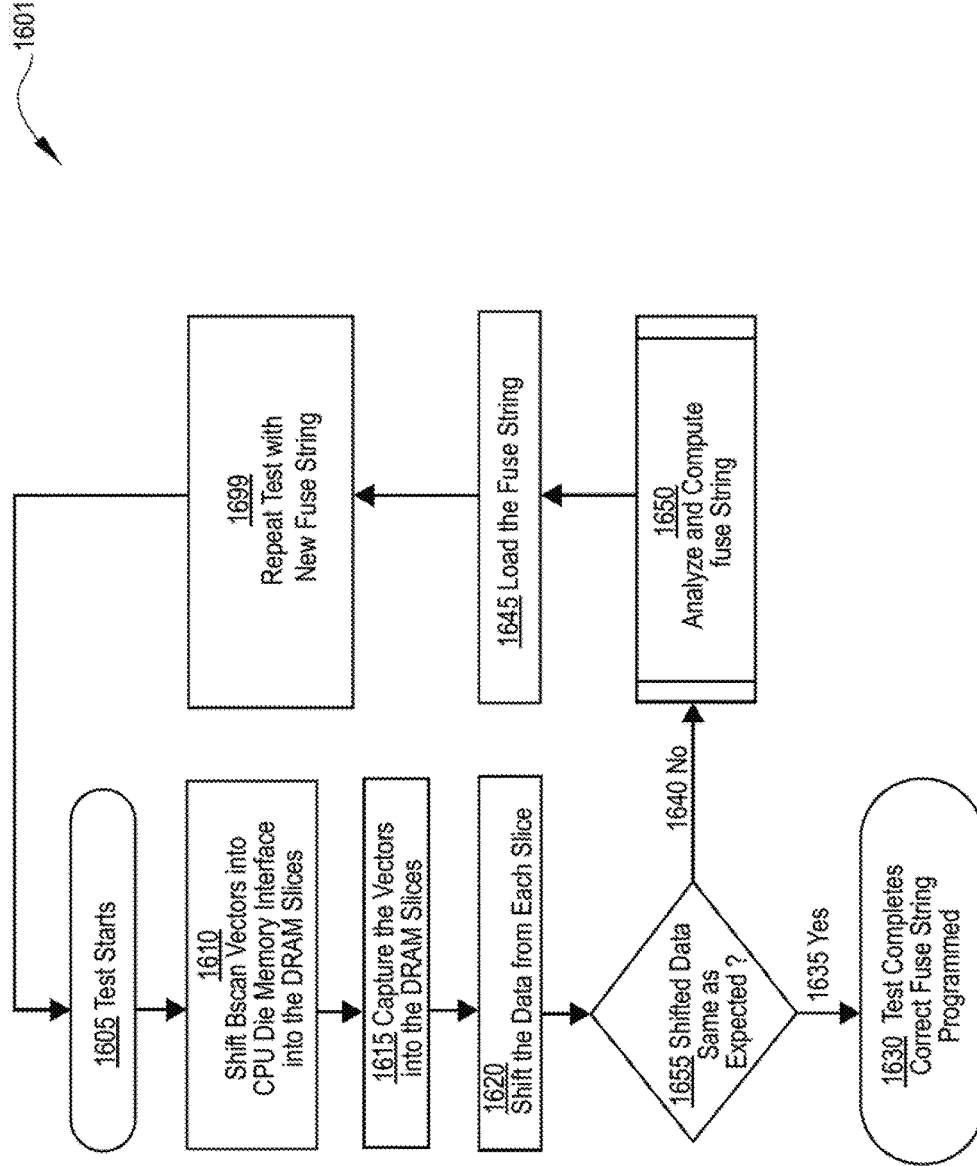 1601
1605 Test Starts
1610
Shift Bscan Vectors into
CPU Die Memory Interface
into the DRAM Slices
1615 Capture the Vectors
into the DRAM Slices
1620
Shift the Data from Each Slice
1655 Shifted Data
Same as
Expected ?
1635 Yes
1630 Test Completes
Correct Fuse String
Programmed
1640 No
1650
Analyze and Compute
fuse String
1645 Load the Fuse String
1699
Repeat Test with
New Fuse String